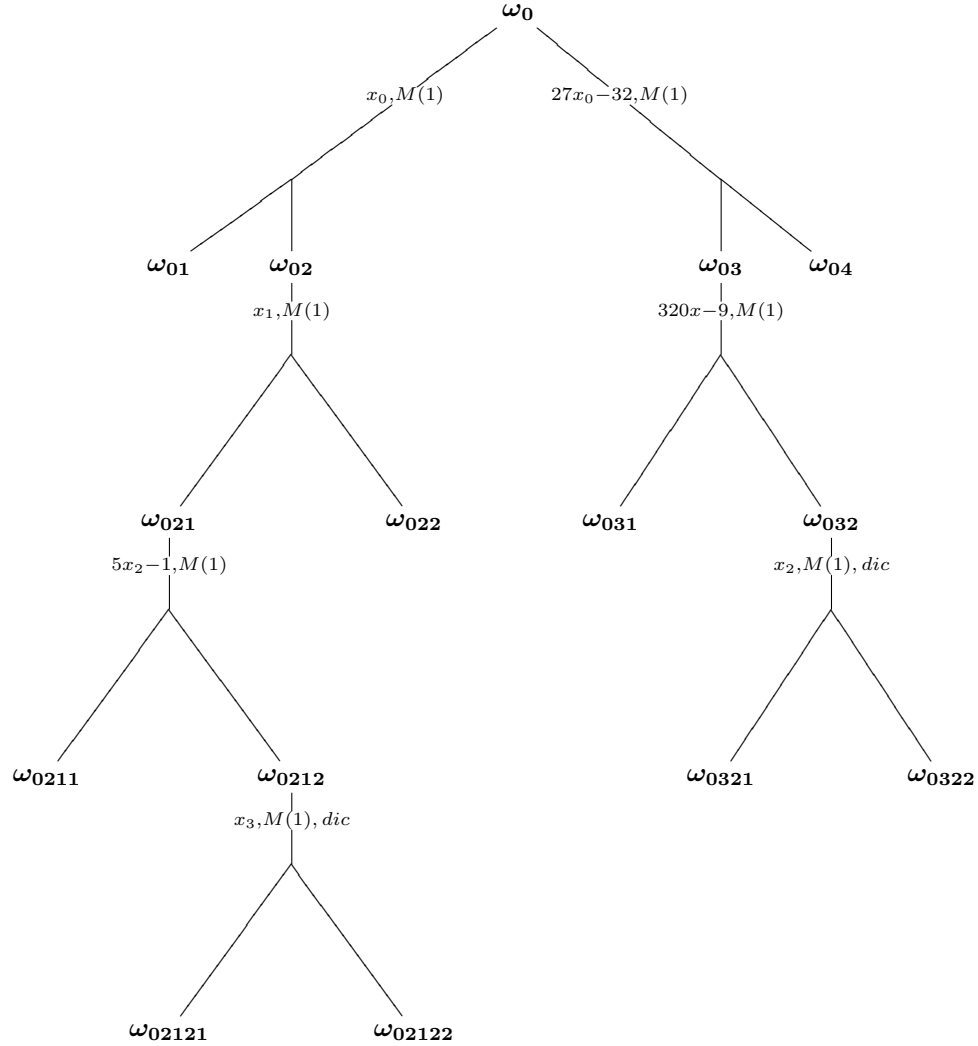 ω₀
x₀,M(1) 27x₀−32,M(1)
ω₀₁ ω₀₂ ω₀₃ ω₀₄
x₁,M(1) 320x−9,M(1)
ω₀₂₁ ω₀₂₂ ω₀₃₁ ω₀₃₂
5x₂−1,M(1) x₂,M(1), dic
ω₀₂₁₁ ω₀₂₁₂ ω₀₃₂₁ ω₀₃₂₂
x₃,M(1), dic
ω₀₂₁₂₁ ω₀₂₁₂₂